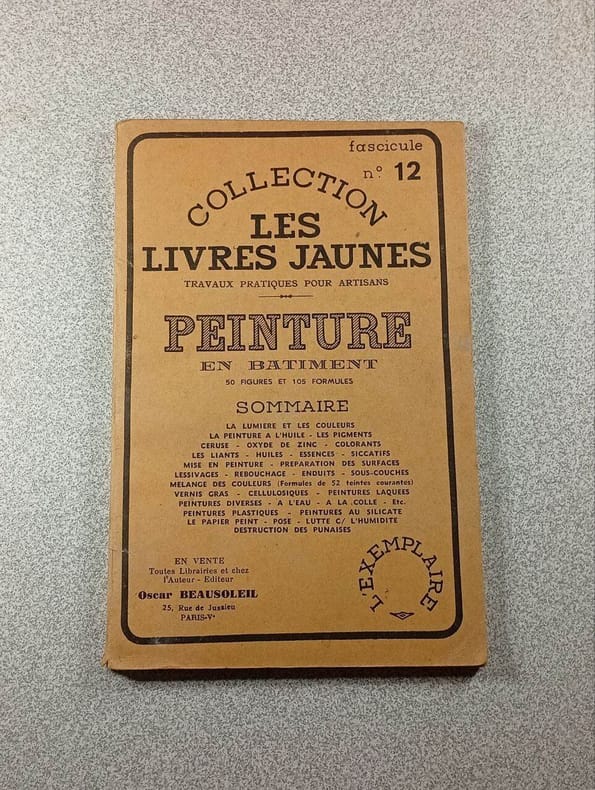 fascicule
n° 12
COLLECTION
LES
LIVRES JAUNES
TRAVAUX PRATIQUES POUR ARTISANS
PEINTURE
EN BATIMENT
50 FIGURES ET 105 FORMULES
SOMMAIRE
LA LUMIERE ET LES COULEURS
LA PEINTURE A L'HUILE - LES PIGMENTS
CERUSE - OXYDE DE ZINC - COLORANTS
LES LIANTS - HUILES - ESSENCES - SICCATIFS
MISE EN PEINTURE - PREPARATION DES SURFACES
LESSIVAGES - REBOUCHAGE - ENDUITS - SOUS-COUCHES
MELANGE DES COULEURS (Formules de 52 teintes courantes)
VERNIS GRAS - CELLULOSIQUES - PEINTURES LAQUEES
PEINTURES DIVERSES - A L'EAU - A LA COLLE - Etc.
PEINTURES PLASTIQUES - PEINTURES AU SILICATE
LE PAPIER PEINT - POSE - LUTTE C/ L'HUMIDITE
DESTRUCTION DES PUNAISES
EN VENTE
Toutes Librairies et chez
l'Auteur - Editeur
Oscar BEAUSOLEIL
25, Rue de Jussieu
PARIS-Vᵉ
L'EXEMPLAIRE